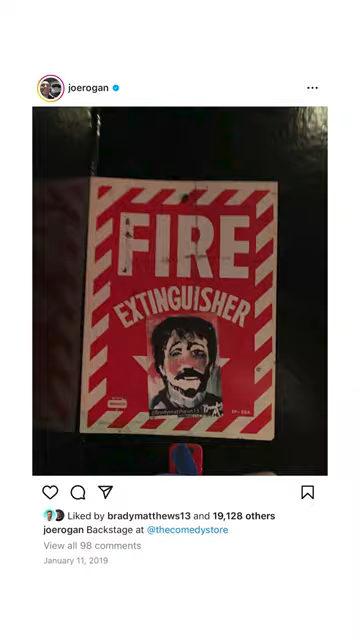 joerogan
FIRE
EXTINGUISHER
@Bradymatthews13
Liked by bradymatthews13 and 19,128 others
joerogan Backstage at @thecomedystore
View all 98 comments
January 11, 2019